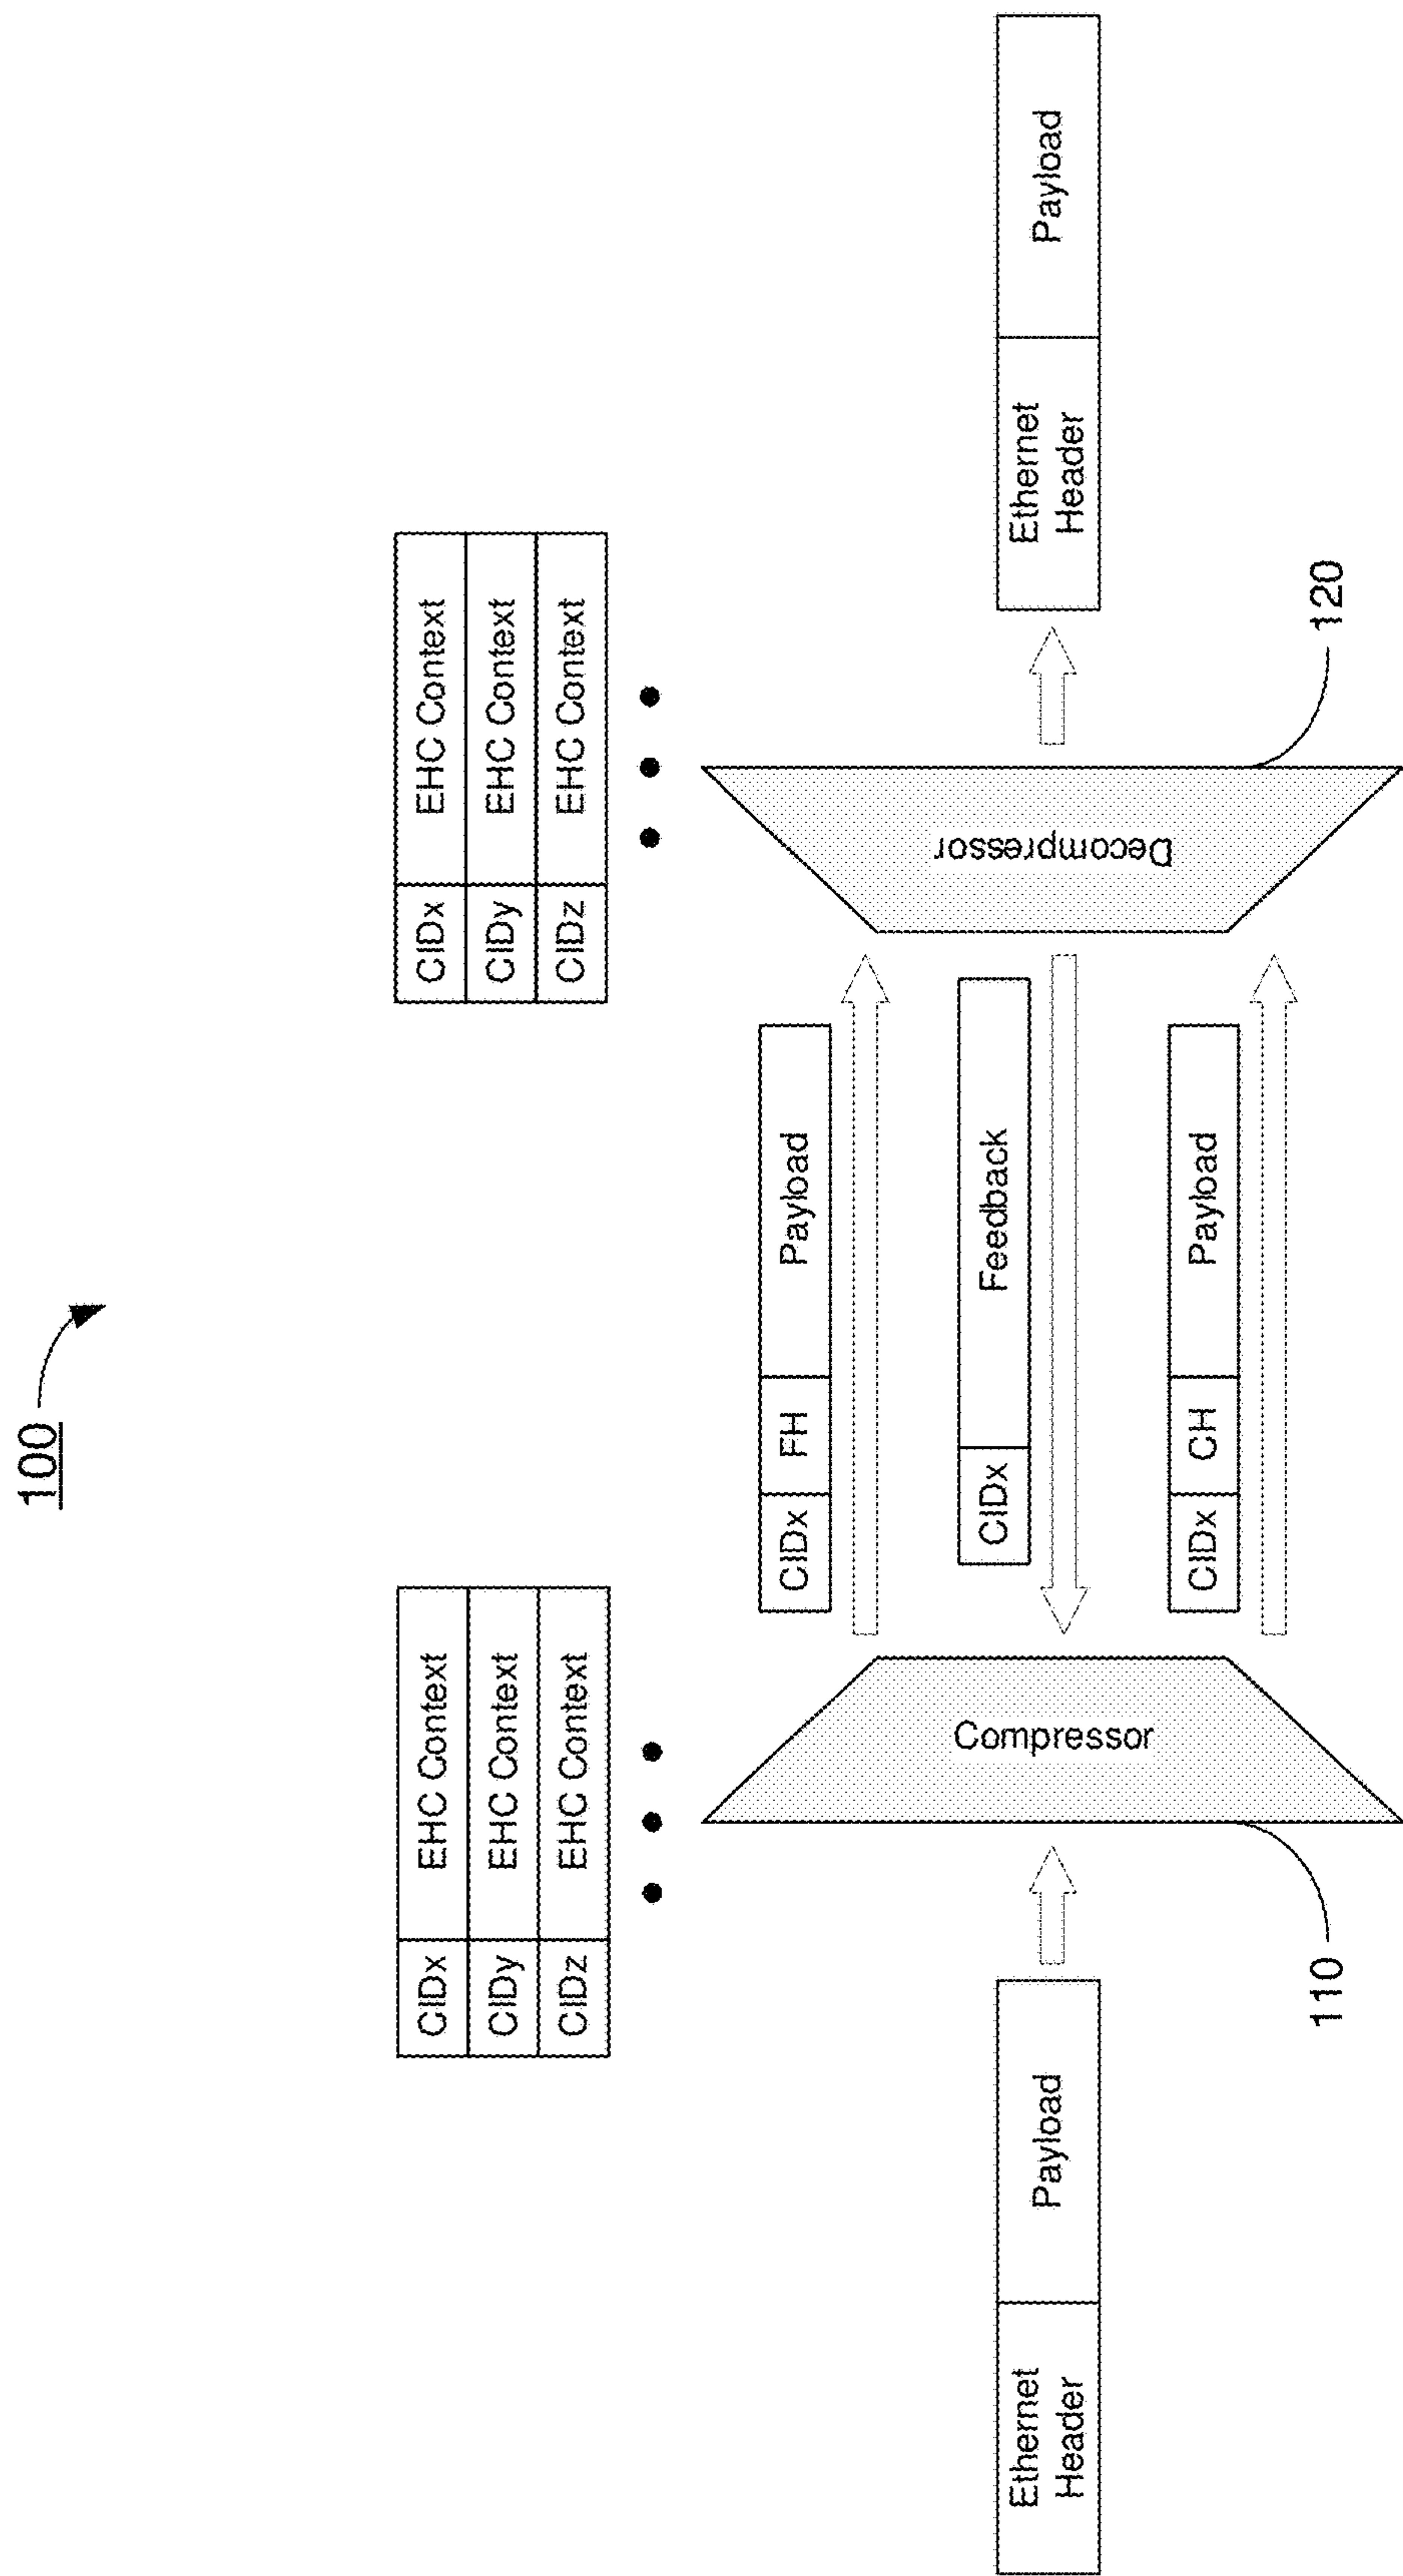 100
CIDx EHC Context
CIDy EHC Context
CIDz EHC Context
CIDx EHC Context
CIDy EHC Context
CIDz EHC Context
Ethernet
Header
Payload
Compressor
110
CIDx FH Payload
CIDx Feedback
CIDx CH Payload
Decompressor
120
Ethernet
Header
Payload